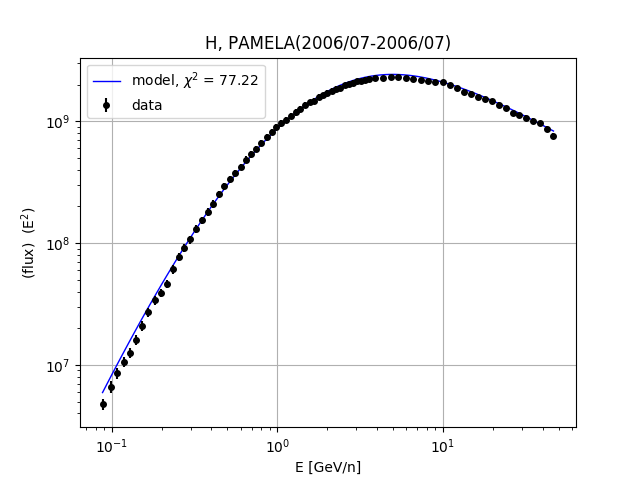 H, PAMELA(2006/07-2006/07)
model, χ² = 77.22
data
10⁹
10⁸
10⁷
(flux) (E²)
10⁻¹
10⁰
10¹
E [GeV/n]